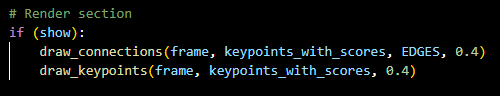 # Render section
if (show):
    draw_connections(frame, keypoints_with_scores, EDGES, 0.4)
    draw_keypoints(frame, keypoints_with_scores, 0.4)